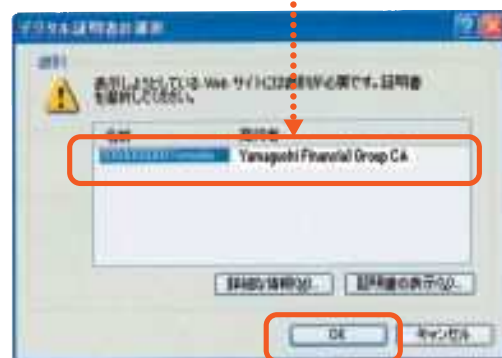 デジタル証明書の選択
識別
表示しようとしている Web サイトには識別が必要です。証明書
を選択してください。
名前 発行者
Yamaguchi Financial Group CA
詳細な情報(M)... 証明書の表示(V)...
OK キャンセル